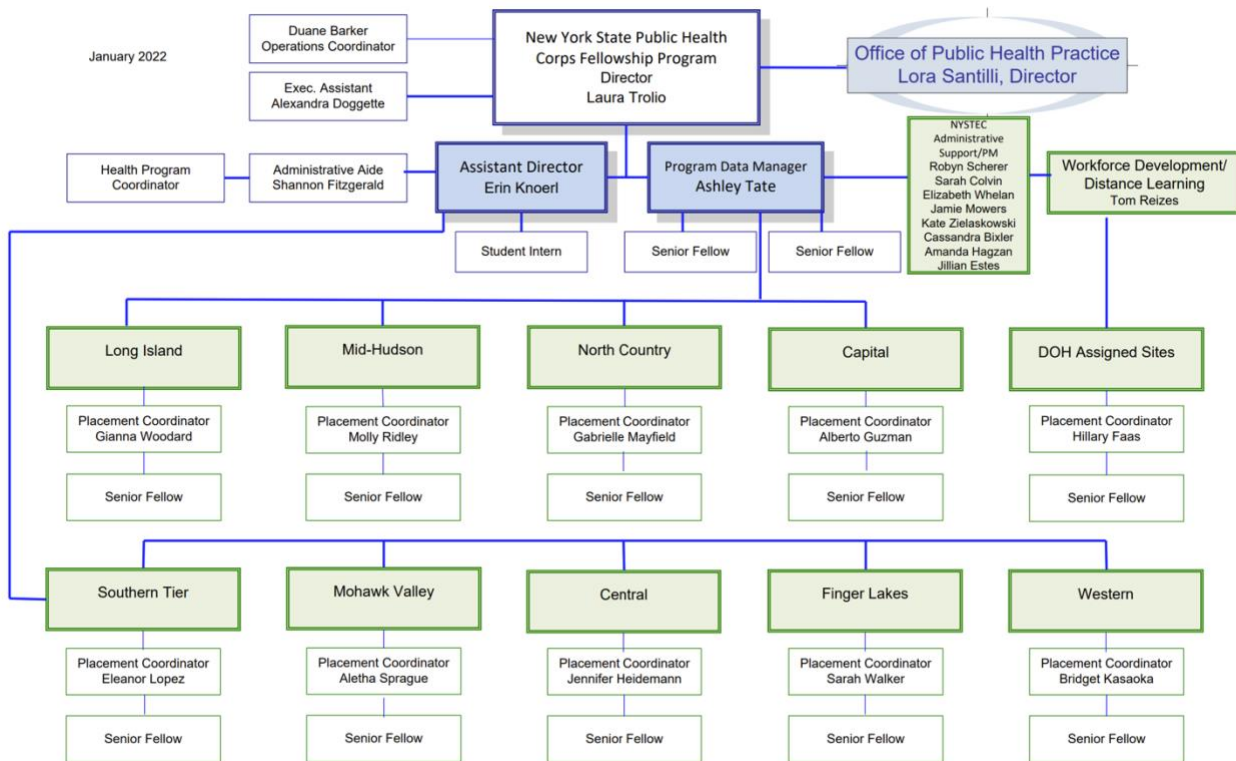 January 2022
Duane Barker
Operations Coordinator
Exec. Assistant
Alexandra Doggette
New York State Public Health
Corps Fellowship Program
Director
Laura Trolio
Office of Public Health Practice
Lora Santilli, Director
Health Program
Coordinator
Administrative Aide
Shannon Fitzgerald
Assistant Director
Erin Knoerl
Program Data Manager
Ashley Tate
NYSTEC
Administrative
Support/PM
Robyn Scherer
Sarah Colvin
Elizabeth Whelan
Jamie Mowers
Kate Zielaskowski
Cassandra Bixler
Amanda Hagzan
Jillian Estes
Workforce Development/
Distance Learning
Tom Reizes
Student Intern
Senior Fellow
Senior Fellow
Long Island
Mid-Hudson
North Country
Capital
DOH Assigned Sites
Placement Coordinator
Gianna Woodard
Placement Coordinator
Molly Ridley
Placement Coordinator
Gabrielle Mayfield
Placement Coordinator
Alberto Guzman
Placement Coordinator
Hillary Faas
Senior Fellow
Senior Fellow
Senior Fellow
Senior Fellow
Senior Fellow
Southern Tier
Mohawk Valley
Central
Finger Lakes
Western
Placement Coordinator
Eleanor Lopez
Placement Coordinator
Aletha Sprague
Placement Coordinator
Jennifer Heidemann
Placement Coordinator
Sarah Walker
Placement Coordinator
Bridget Kasaoka
Senior Fellow
Senior Fellow
Senior Fellow
Senior Fellow
Senior Fellow